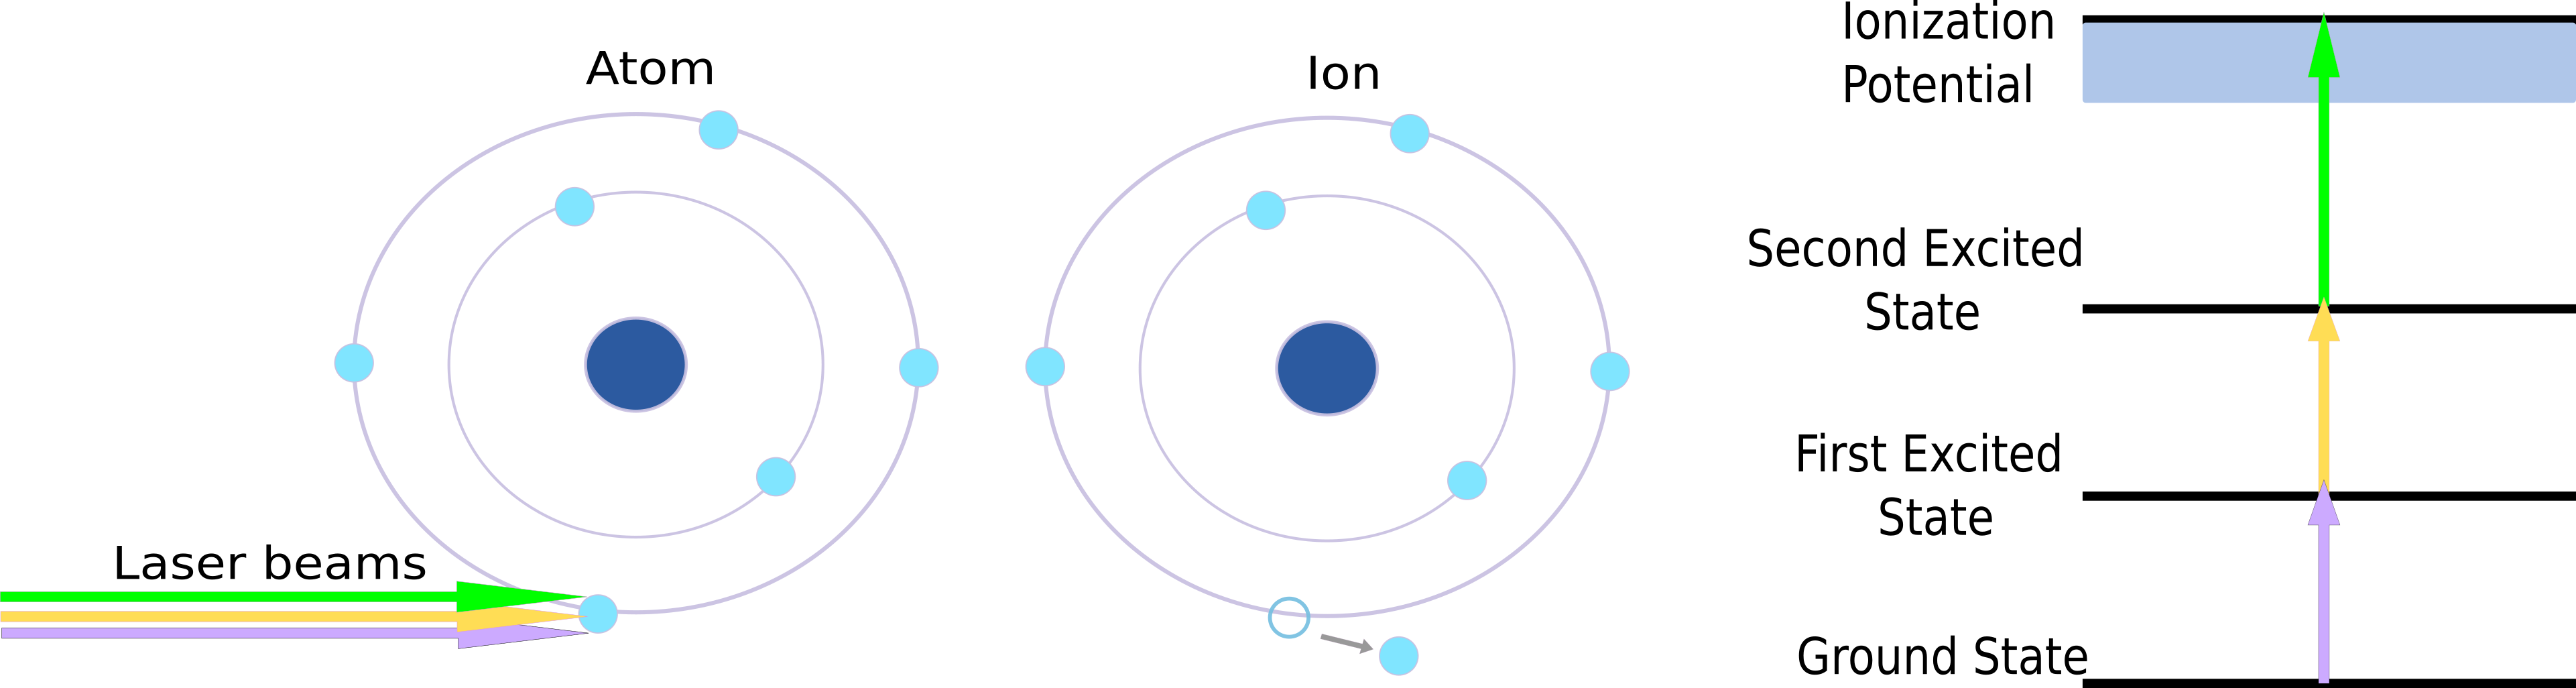 Atom
Laser beams
Ion
Ionization
Potential
Second Excited
State
First Excited
State
Ground State